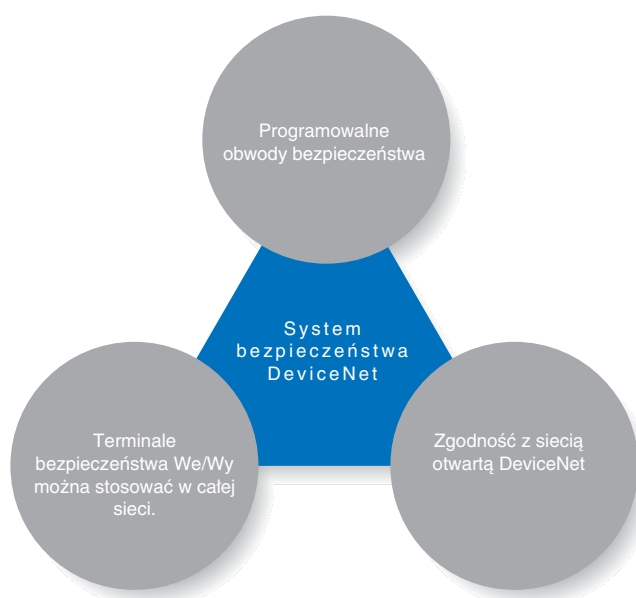 Programowalne
obwody bezpieczeństwa
System
bezpieczeństwa
DeviceNet
Terminale
bezpieczeństwa We/Wy
można stosować w całej
sieci.
Zgodność z siecią
otwartą DeviceNet